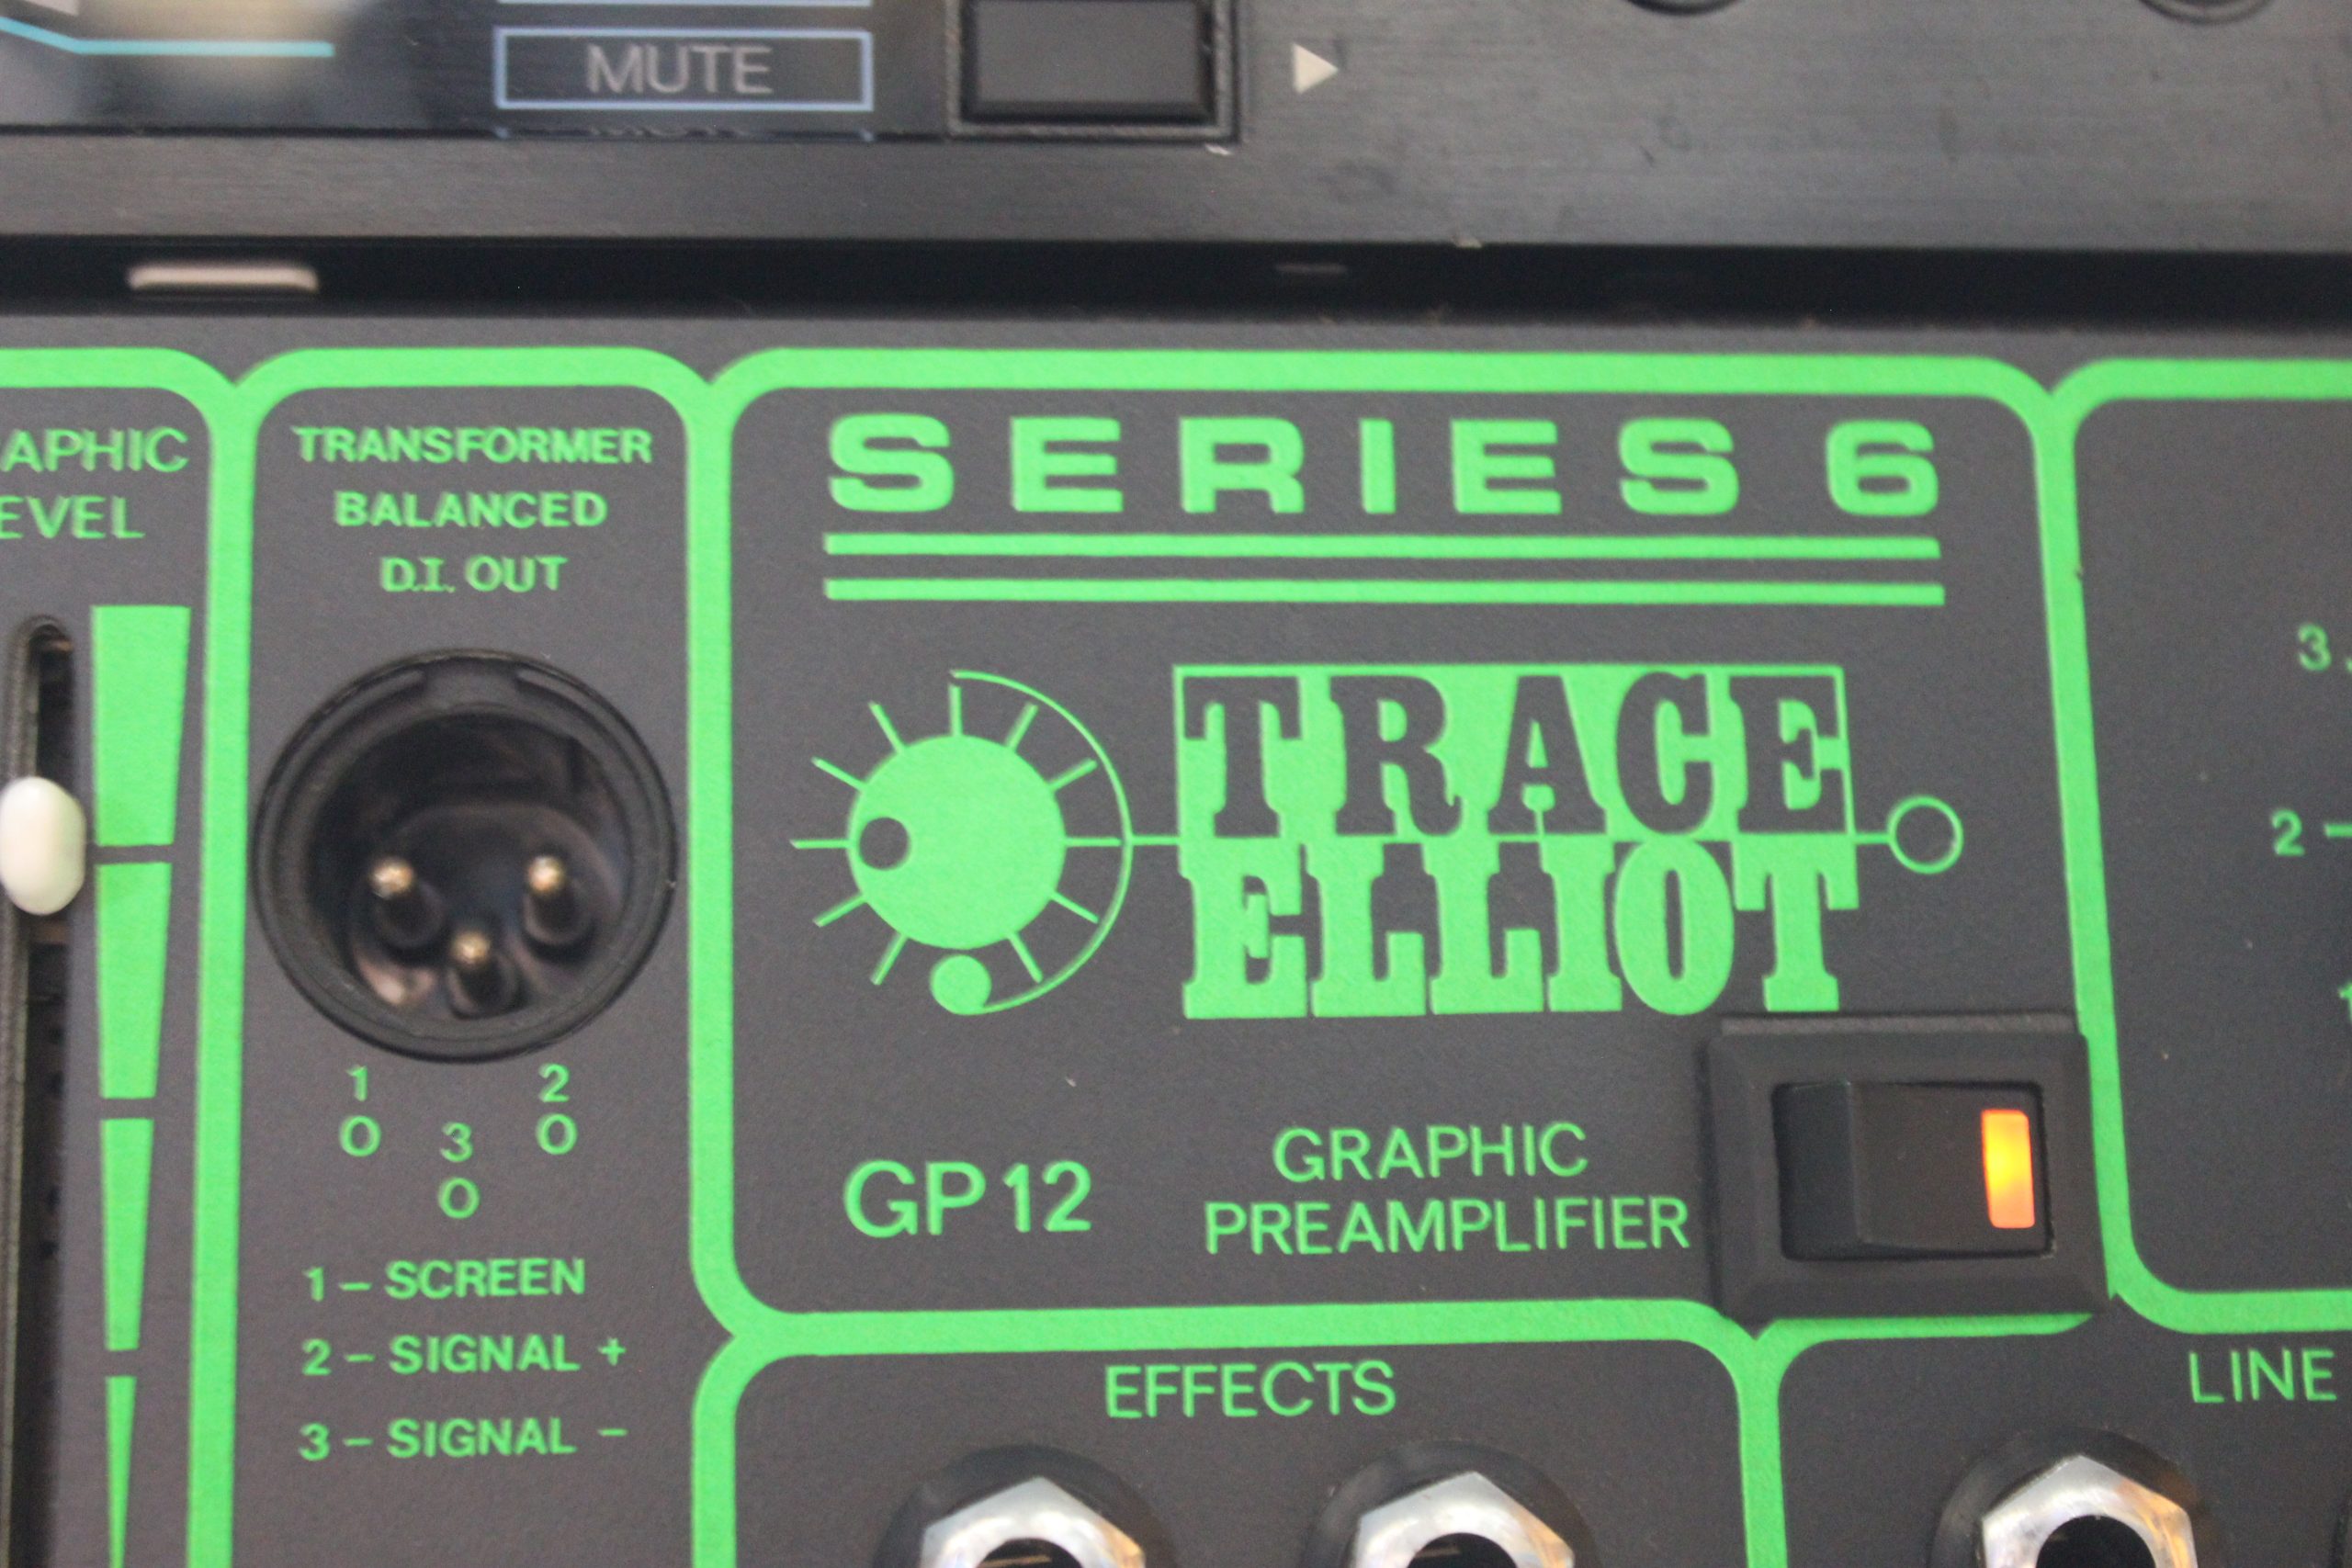 MUTE
APHIC
EVEL
TRANSFORMER
BALANCED
D.I. OUT
1 2
3
1 – SCREEN
2 – SIGNAL +
3 – SIGNAL –
SERIES 6
TRACE
ELLIOT
GP12
GRAPHIC
PREAMPLIFIER
EFFECTS
3
2
LINE